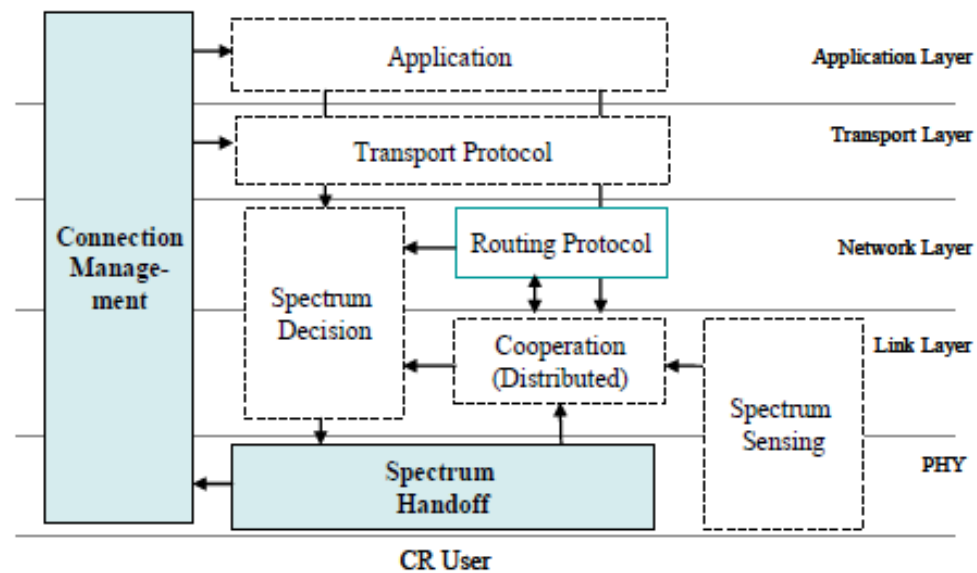 Application
Application Layer
Transport Layer
Transport Protocol
Connection
Manage-
ment
Routing Protocol
Network Layer
Spectrum
Decision
Cooperation
(Distributed)
Link Layer
Spectrum
Sensing
PHY
Spectrum
Handoff
CR User